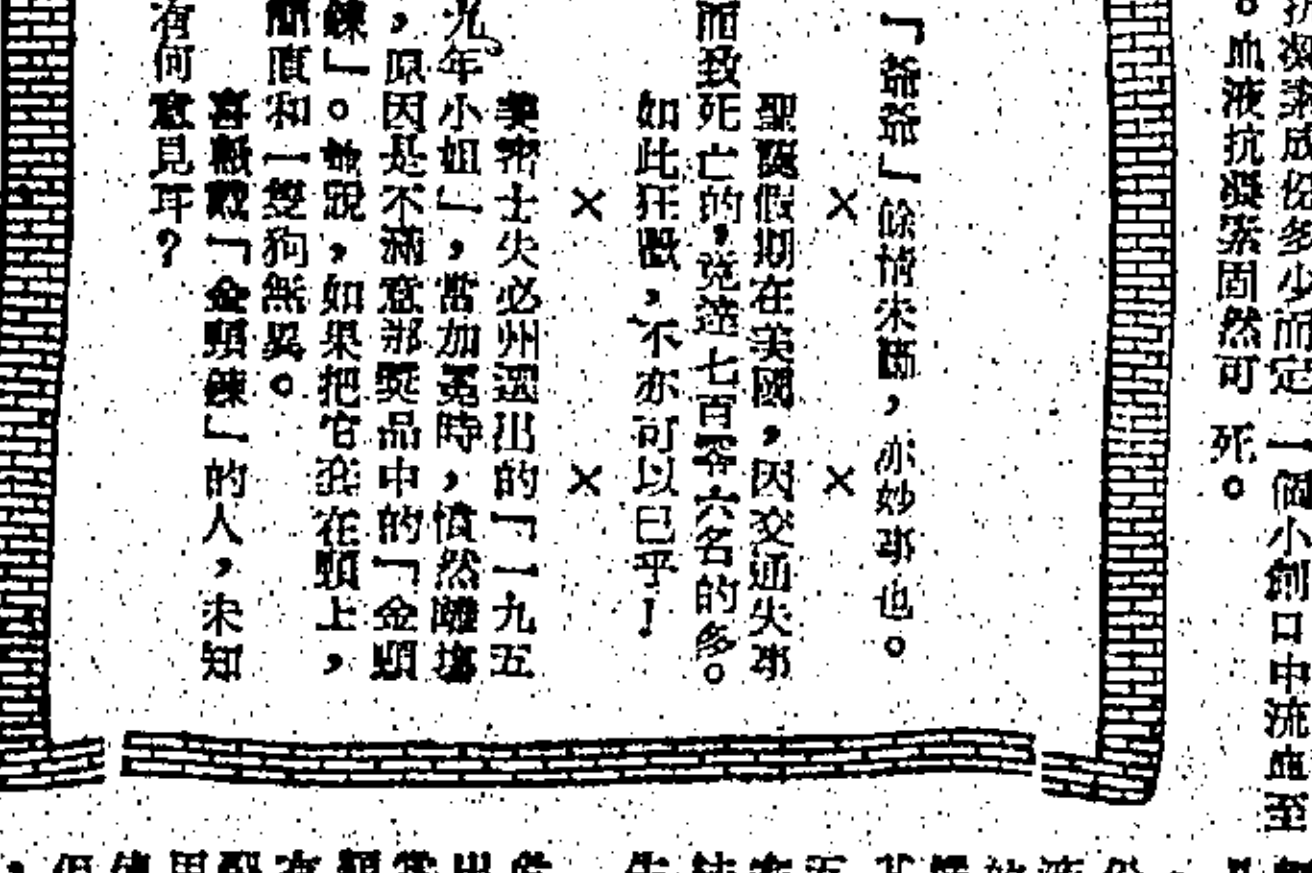 抗凝素成份多少而定
。血液抗凝素固然可
一個小創口中流血至
死。
「爺爺」餘情未斷,亦妙事也。
× ×
聖誕假期在美國,因交通失事
而致死亡的,竟達七百零六名的多。
如此狂歡,不亦可以已乎!
× ×
美密士失必州選出的「一九五
九年小姐」,當加冕時,憤然離塲
,原因是不滿意那獎品中的「金頸
鍊」。她說,如果把它套在頸上,
簡直和一隻狗無異。
喜歡戴「金頸鍊」的人,未知
有何意見耳?